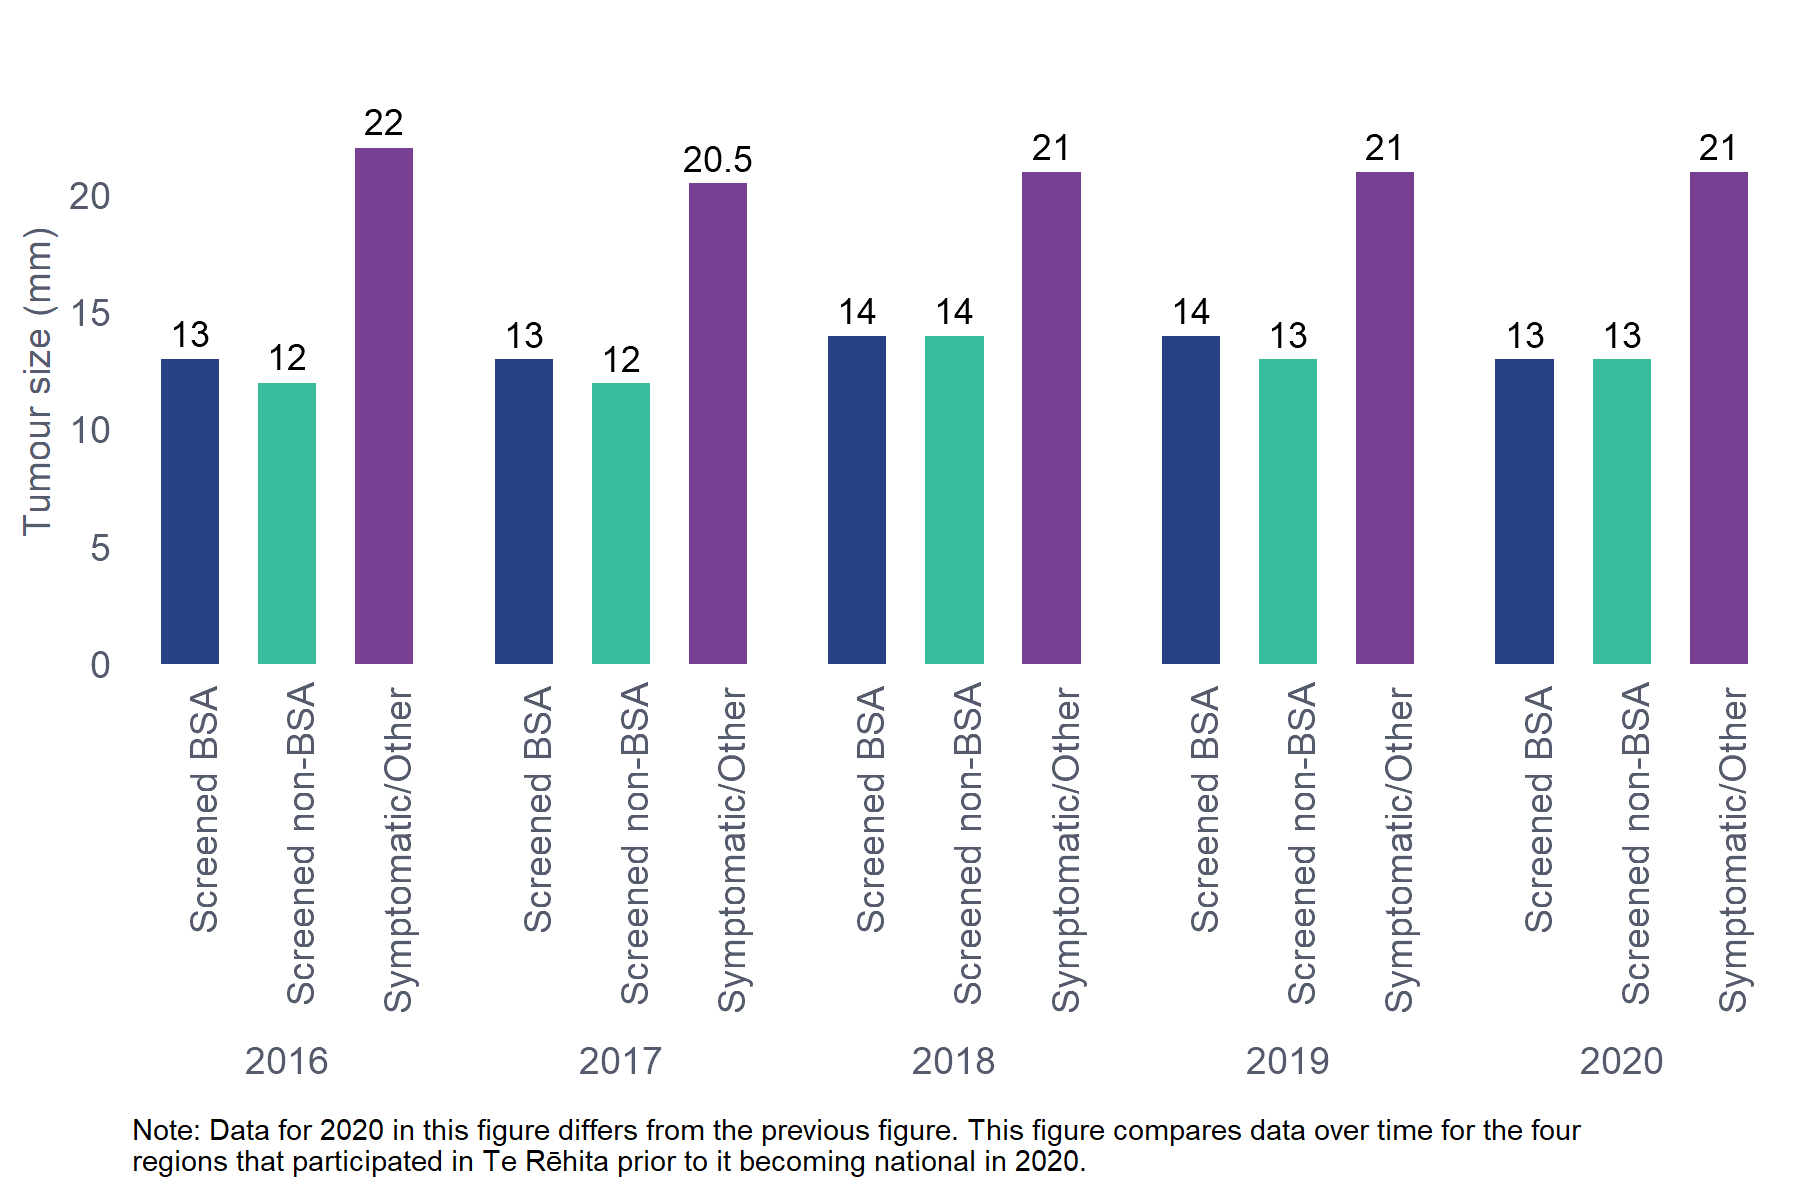 22
20.5
21
21
21
13
12
13
12
14
14
14
13
13
13
Tumour size (mm)
20
15
10
5
0
Screened BSA
Screened non-BSA
Symptomatic/Other
Screened BSA
Screened non-BSA
Symptomatic/Other
Screened BSA
Screened non-BSA
Symptomatic/Other
Screened BSA
Screened non-BSA
Symptomatic/Other
Screened BSA
Screened non-BSA
Symptomatic/Other
2016
2017
2018
2019
2020
Note: Data for 2020 in this figure differs from the previous figure. This figure compares data over time for the four
regions that participated in Te Rēhita prior to it becoming national in 2020.